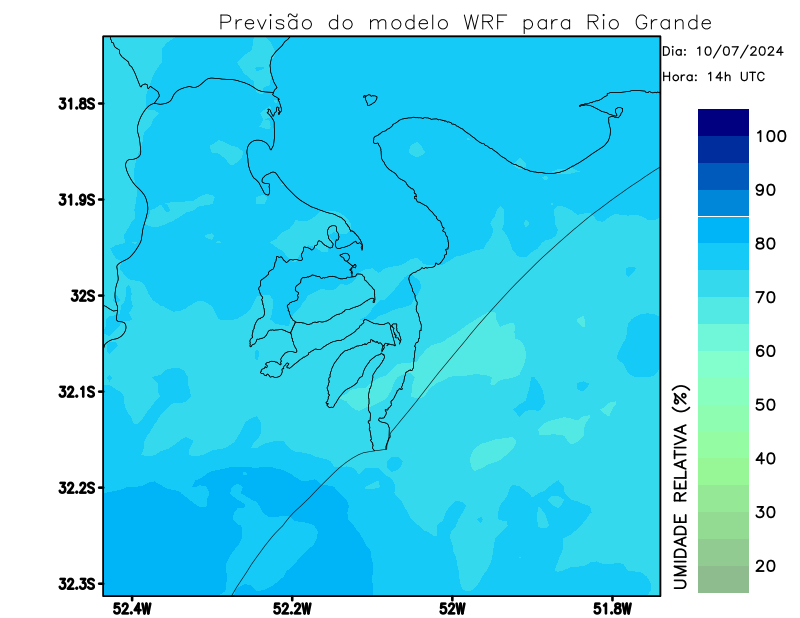 Previsão do modelo WRF para Rio Grande
Dia: 10/07/2024
Hora: 14h UTC
31.8S
31.9S
32S
32.1S
32.2S
32.3S
52.4W
52.2W
52W
51.8W
100
90
80
70
60
50
40
30
20
UMIDADE RELATIVA (%)